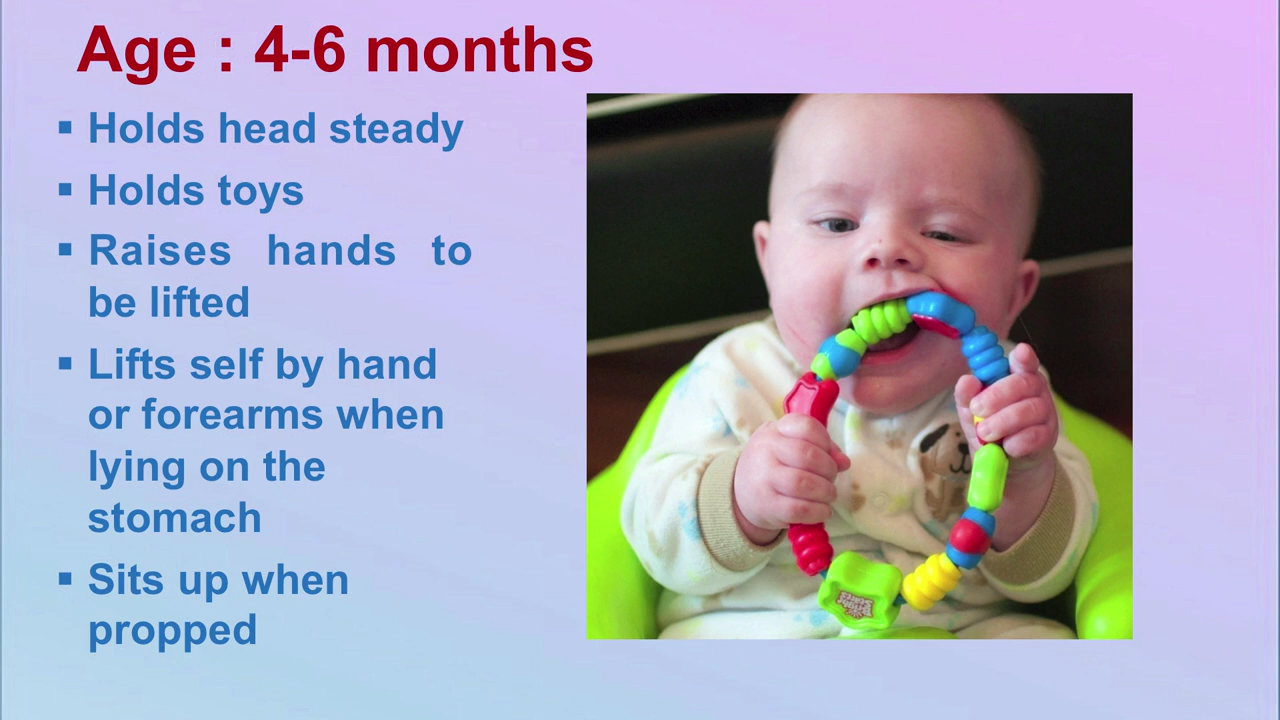 Age : 4-6 months
▪ Holds head steady
▪ Holds toys
▪ Raises hands to
be lifted
▪ Lifts self by hand
or forearms when
lying on the
stomach
▪ Sits up when
propped